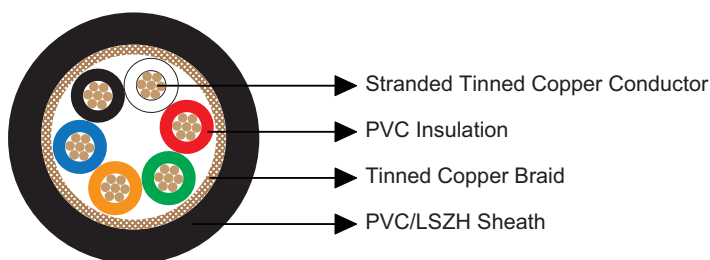 Stranded Tinned Copper Conductor
PVC Insulation
Tinned Copper Braid
PVC/LSZH Sheath